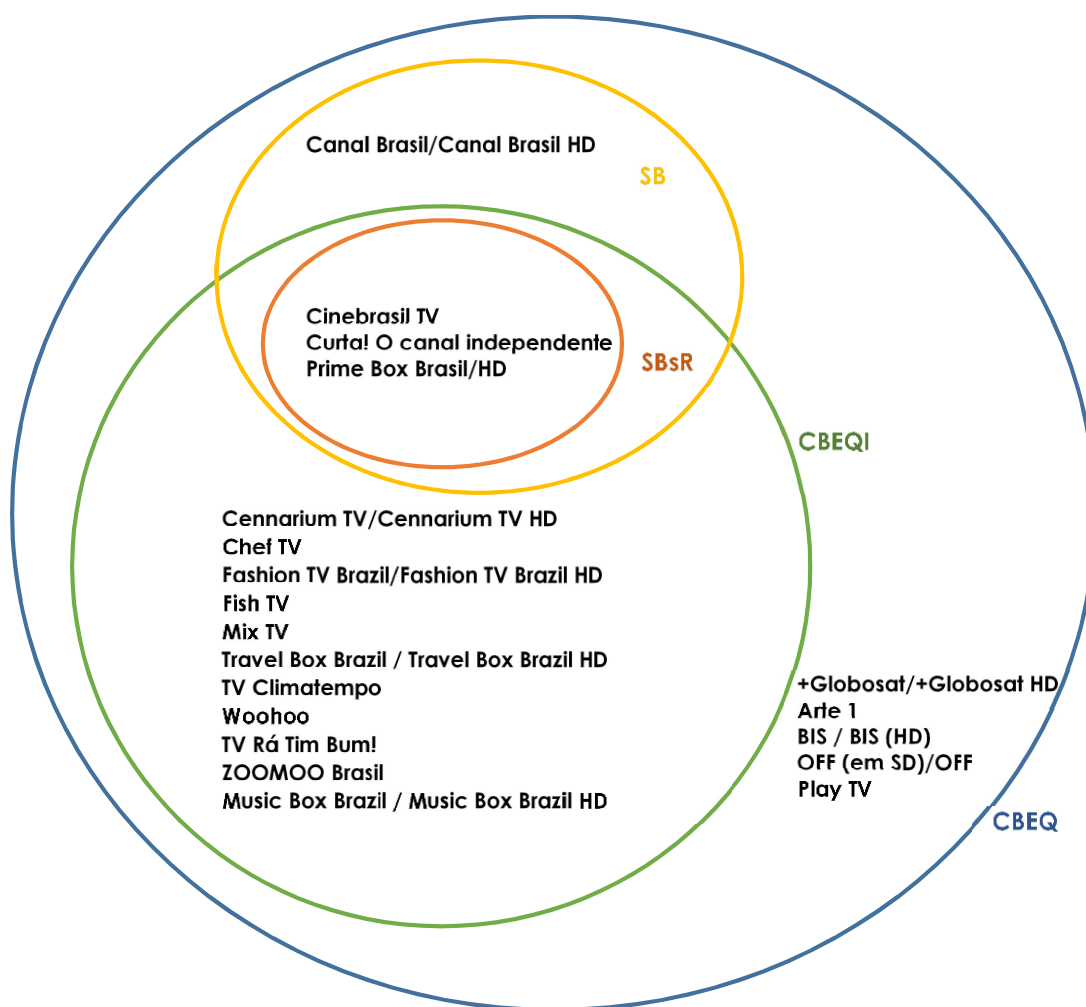 Canal Brasil/Canal Brasil HD
SB
Cinebrasil TV
Curta! O canal independente
Prime Box Brasil/HD
SBsR
CBEQI
Cennarium TV/Cennarium TV HD
Chef TV
Fashion TV Brazil/Fashion TV Brazil HD
Fish TV
Mix TV
Travel Box Brazil / Travel Box Brazil HD
TV Climatempo
Woohoo
TV Rá Tim Bum!
ZOOMOO Brasil
Music Box Brazil / Music Box Brazil HD
+Globosat/+Globosat HD
Arte 1
BIS / BIS (HD)
OFF (em SD)/OFF
Play TV
CBEQ